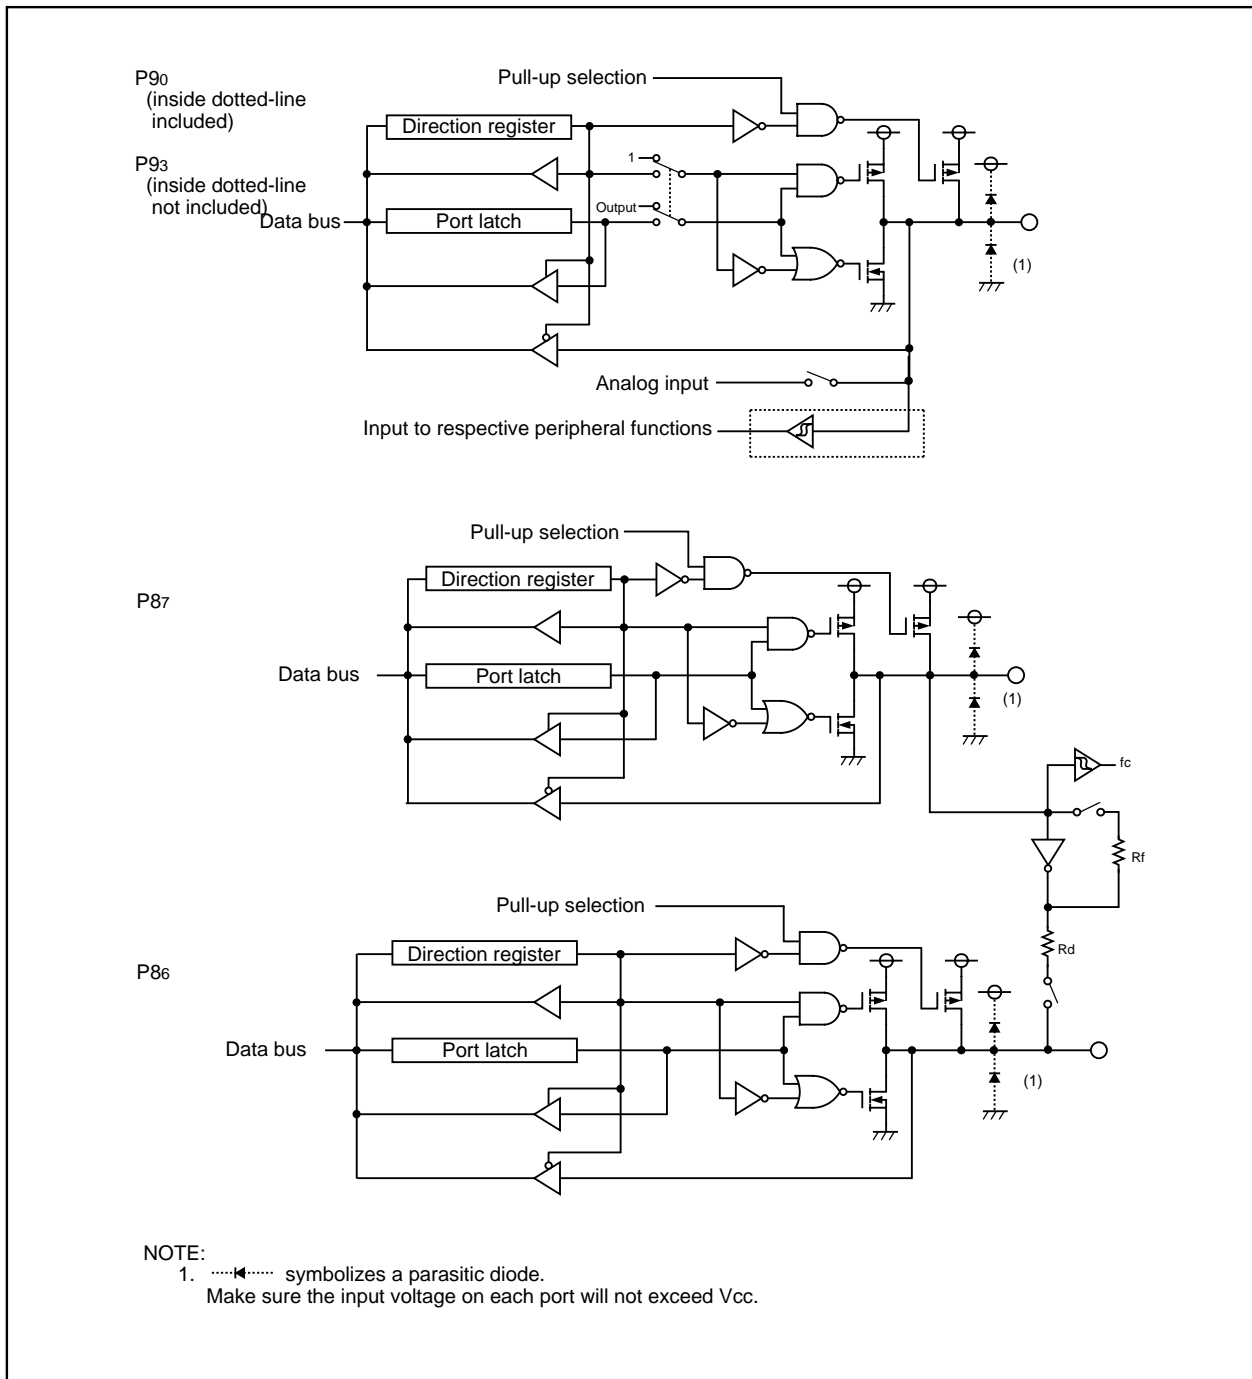 P90
(inside dotted-line
included)
Pull-up selection
Direction register
P93
(inside dotted-line
not included)
1
Output
Data bus
Port latch
(1)
Analog input
Input to respective peripheral functions
Pull-up selection
Direction register
P87
Data bus
Port latch
(1)
fc
Rf
Pull-up selection
Direction register
Rd
P86
Data bus
Port latch
(1)
NOTE:
1. symbolizes a parasitic diode.
Make sure the input voltage on each port will not exceed Vcc.